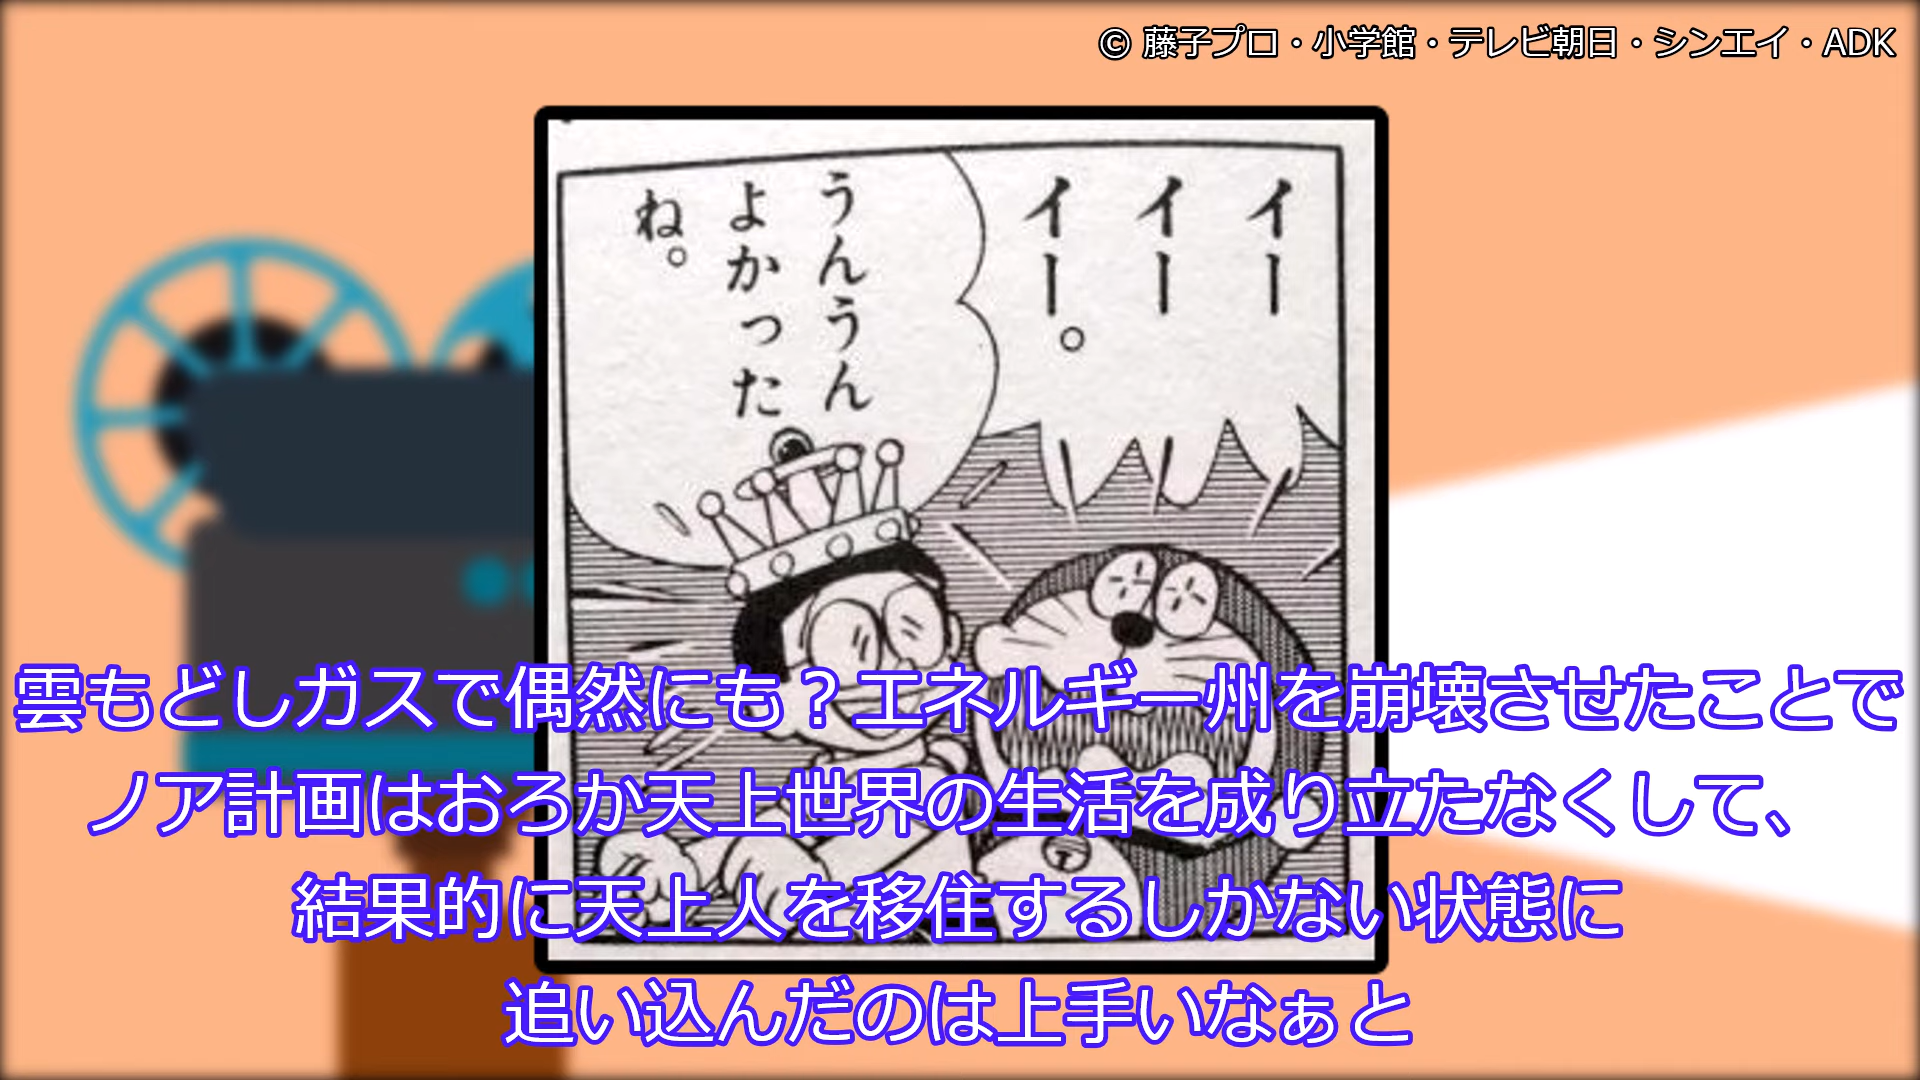 © 藤子プロ・小学館・テレビ朝日・シンエイ・ADK
イー
イー
イー。
うんうん
よかった
ね。
雲もどしガスで偶然にも？エネルギー州を崩壊させたことで
ノア計画はおろか天上世界の生活を成り立たなくして、
結果的に天上人を移住するしかない状態に
追い込んだのは上手いなぁと